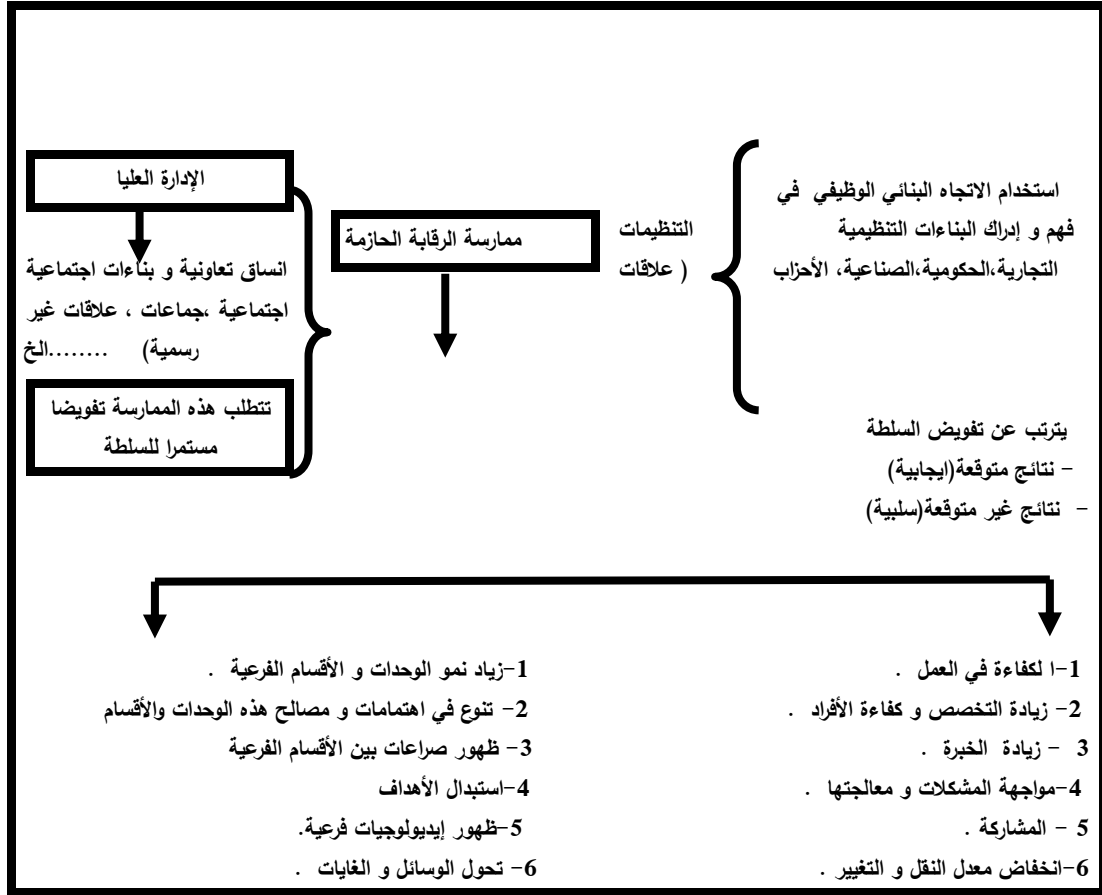 استخدام الاتجاه البنائي الوظيفي في
فهم و إدراك البناءات التنظيمية
التجارية،الحكومية،الصناعية، الأحزاب
التنظيمات
( علاقات
ممارسة الرقابة الحازمة
الإدارة العليا
انساق تعاونية و بناءات اجتماعية
اجتماعية ،جماعات ، علاقات غير
رسمية) ........الخ
تتطلب هذه الممارسة تفويضا
مستمرا للسلطة
يترتب عن تفويض السلطة
- نتائج متوقعة(ايجابية)
- نتائج غير متوقعة(سلبية)
1-ا لكفاءة في العمل .
2- زيادة التخصص و كفاءة الأفراد .
3 - زيادة الخبرة .
4-مواجهة المشكلات و معالجتها .
5 - المشاركة .
6-انخفاض معدل النقل و التغيير .
1-زياد نمو الوحدات و الأقسام الفرعية .
2- تنوع في اهتمامات و مصالح هذه الوحدات والأقسام
3- ظهور صراعات بين الأقسام الفرعية
4-استبدال الأهداف
5-ظهور إيديولوجيات فرعية.
6- تحول الوسائل و الغايات .